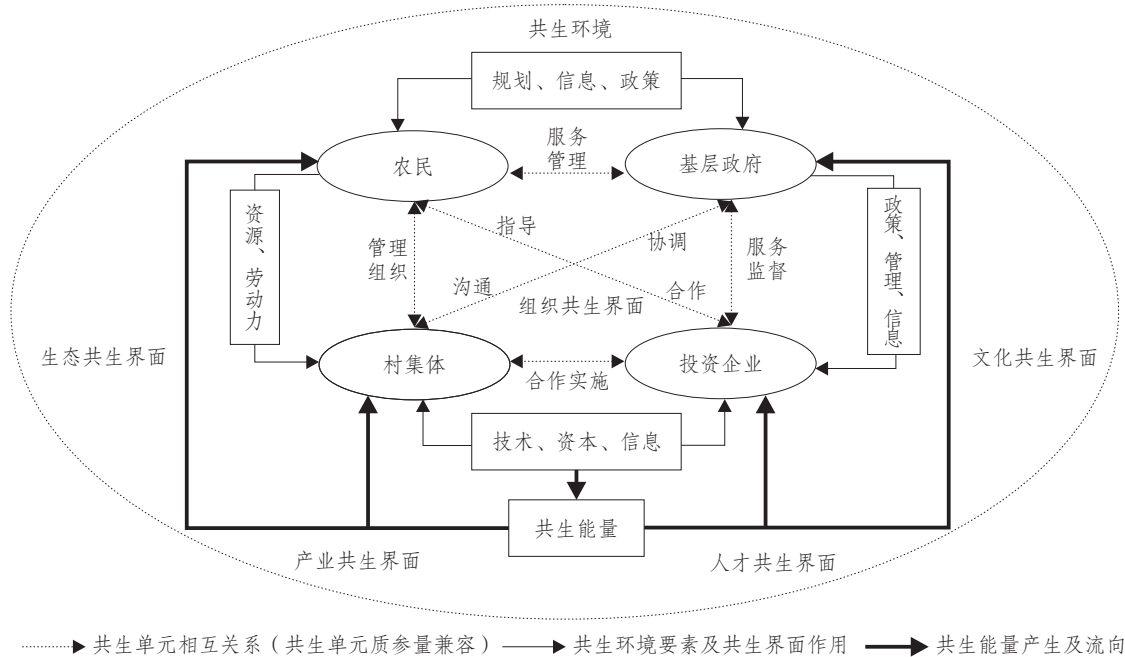 共生环境
规划、信息、政策
服务
管理
农民
基层政府
资源、劳动力
政策、管理、信息
指导
协调
管理
组织
服务
监督
沟通
合作
组织共生界面
生态共生界面
文化共生界面
村集体
投资企业
合作实施
技术、资本、信息
共生能量
产业共生界面
人才共生界面
共生单元相互关系（共生单元质参量兼容）
共生环境要素及共生界面作用
共生能量产生及流向